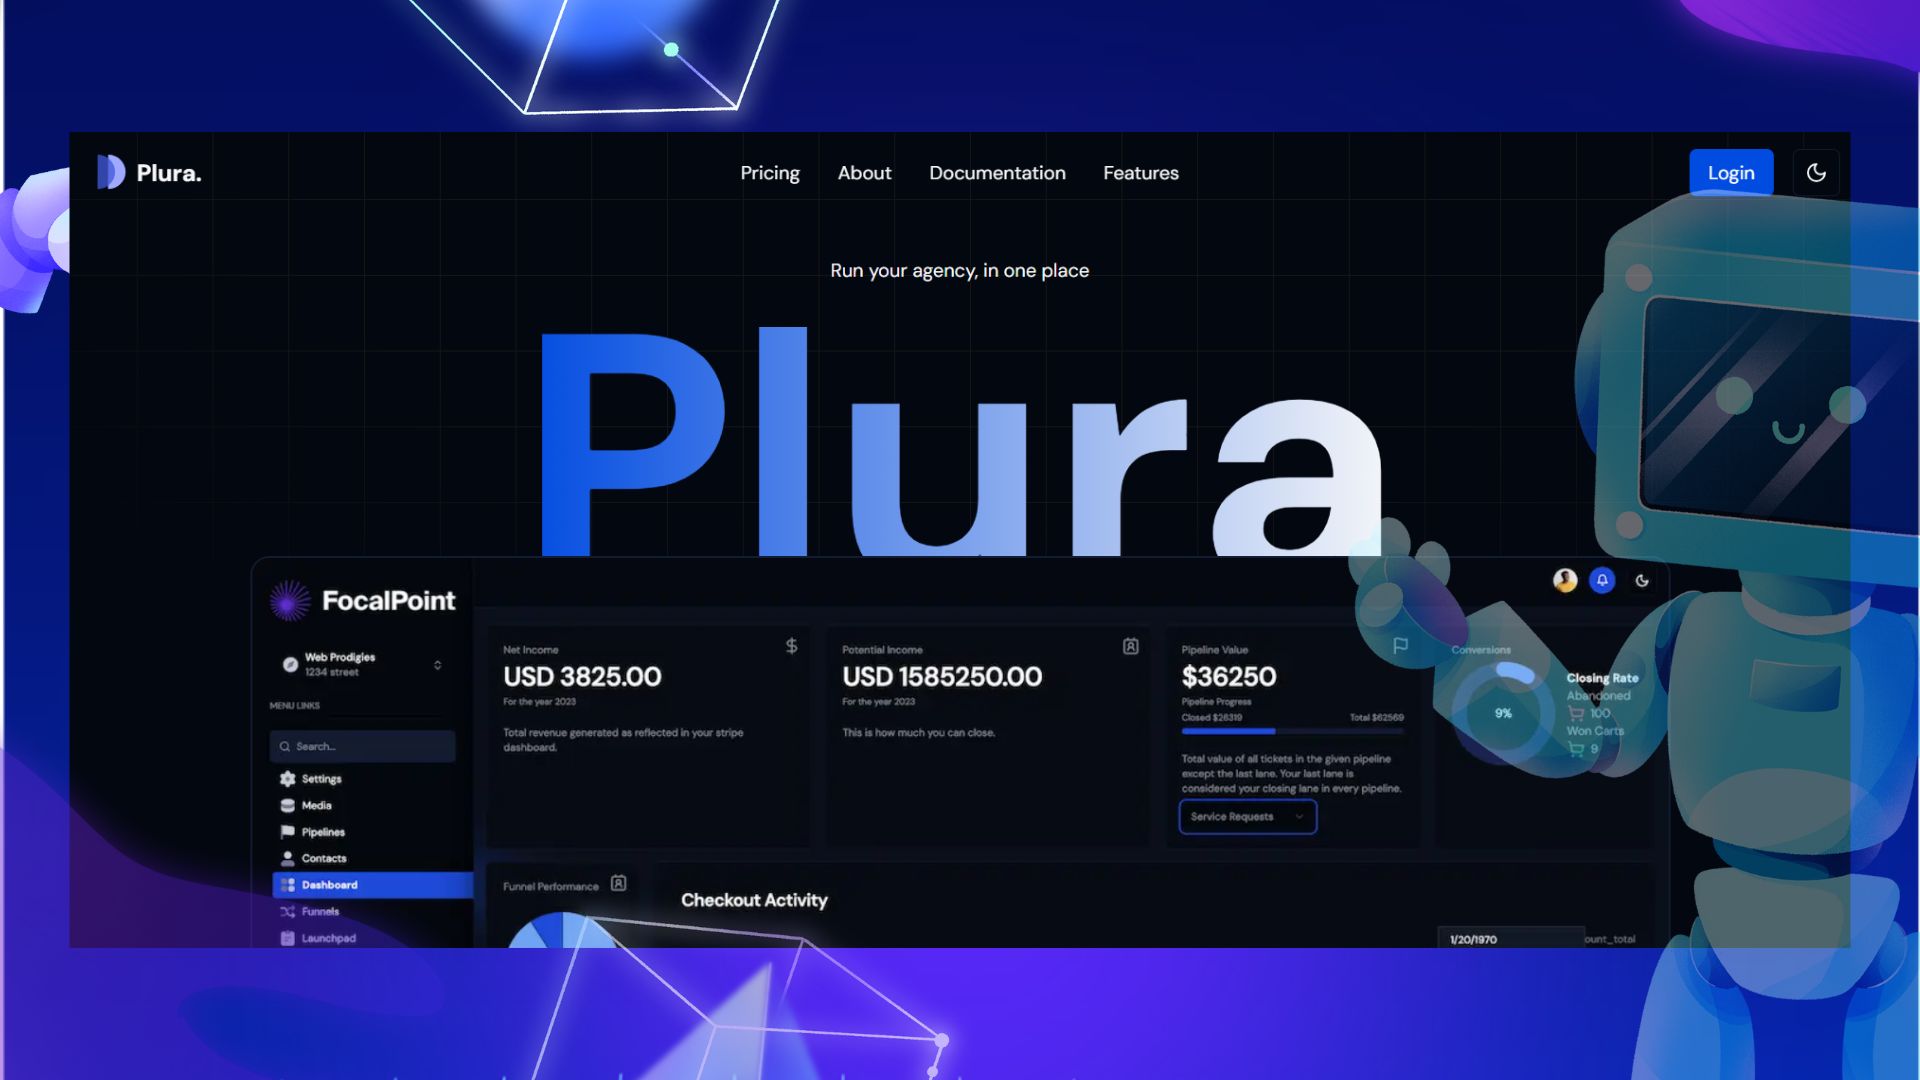 Plura.
Pricing
About
Documentation
Features
Login
Run your agency, in one place
Plura
FocalPoint
Web Prodigies
1234 street
MENU LINKS
Search...
Settings
Media
Pipelines
Contacts
Dashboard
Funnels
Launchpad
Net Income
USD 3825.00
For the year 2023
Total revenue generated as reflected in your stripe
dashboard.
Potential Income
USD 1585250.00
For the year 2023
This is how much you can close.
Pipeline Value
$36250
Pipeline Progress
Closed $26319
Total $62569
Total value of all tickets in the given pipeline
except the last lane. Your last lane is
considered your closing lane in every pipeline.
Service Requests
Conversions
9%
Closing Rate
Abandoned
100
Won Carts
9
Funnel Performance
Checkout Activity
1/20/1970
ount_total